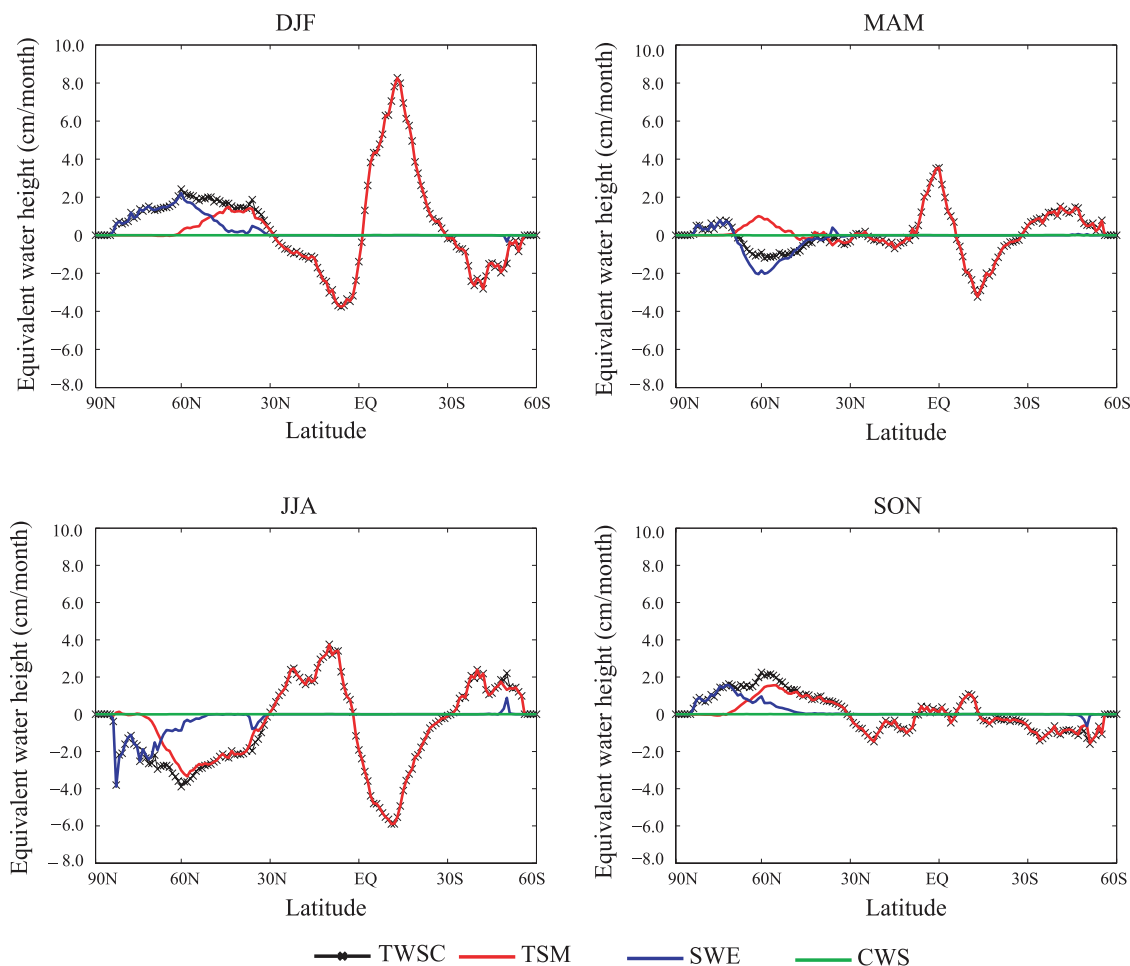 DJF
Equivalent water height (cm/month)
10.0
8.0
6.0
4.0
2.0
0
−2.0
−4.0
−6.0
−8.0
90N 60N 30N EQ 30S 60S
Latitude
MAM
Equivalent water height (cm/month)
10.0
8.0
6.0
4.0
2.0
0
−2.0
−4.0
−6.0
−8.0
90N 60N 30N EQ 30S 60S
Latitude
JJA
Equivalent water height (cm/month)
10.0
8.0
6.0
4.0
2.0
0
−2.0
−4.0
−6.0
−8.0
90N 60N 30N EQ 30S 60S
Latitude
SON
Equivalent water height (cm/month)
10.0
8.0
6.0
4.0
2.0
0
−2.0
−4.0
−6.0
−8.0
90N 60N 30N EQ 30S 60S
Latitude
TWSC TSM SWE CWS